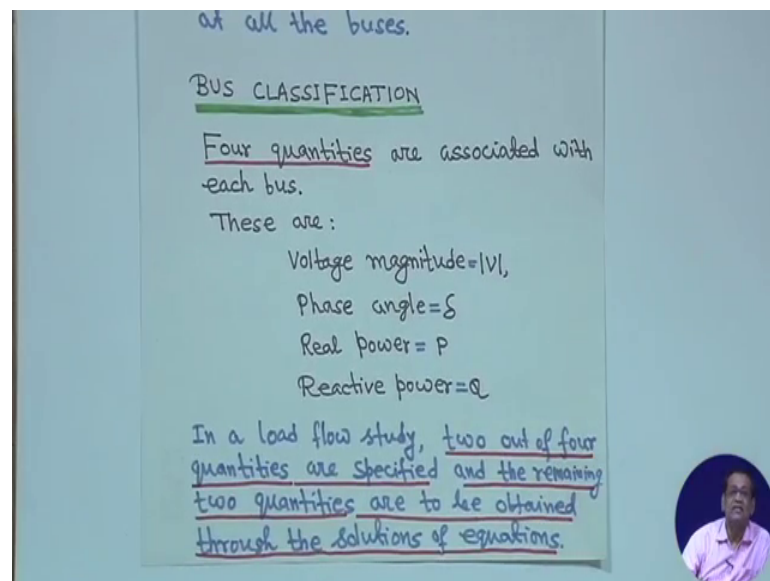 at all the buses.
BUS CLASSIFICATION
Four quantities are associated with
each bus.
These are:
Voltage magnitude=|V|,
Phase angle=δ
Real power = P
Reactive power=Q
In a load flow study, two out of four
quantities are specified and the remaining
two quantities are to be obtained
through the solutions of equations.